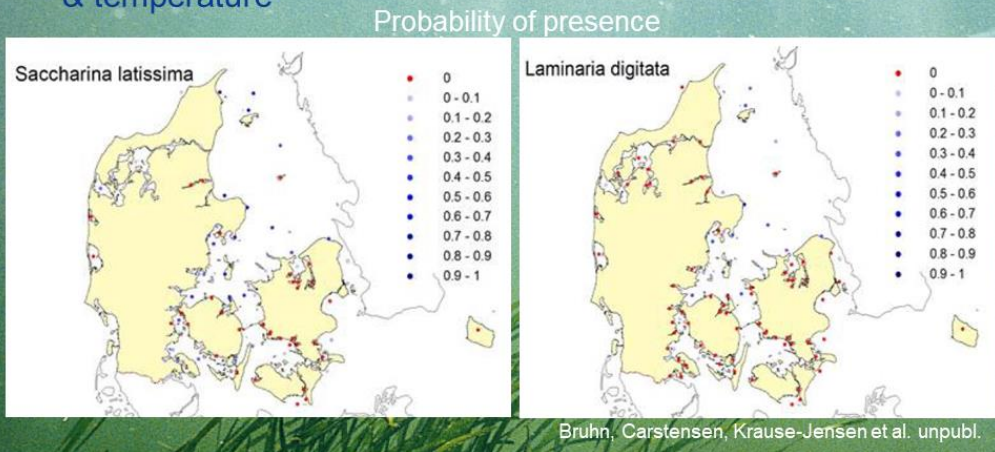 & temperature
Probability of presence
Saccharina latissima
0
0 - 0.1
0.1 - 0.2
0.2 - 0.3
0.3 - 0.4
0.4 - 0.5
0.5 - 0.6
0.6 - 0.7
0.7 - 0.8
0.8 - 0.9
0.9 - 1
Laminaria digitata
0
0 - 0.1
0.1 - 0.2
0.2 - 0.3
0.3 - 0.4
0.4 - 0.5
0.5 - 0.6
0.6 - 0.7
0.7 - 0.8
0.8 - 0.9
0.9 - 1
Bruhn, Carstensen, Krause-Jensen et al. unpubl.